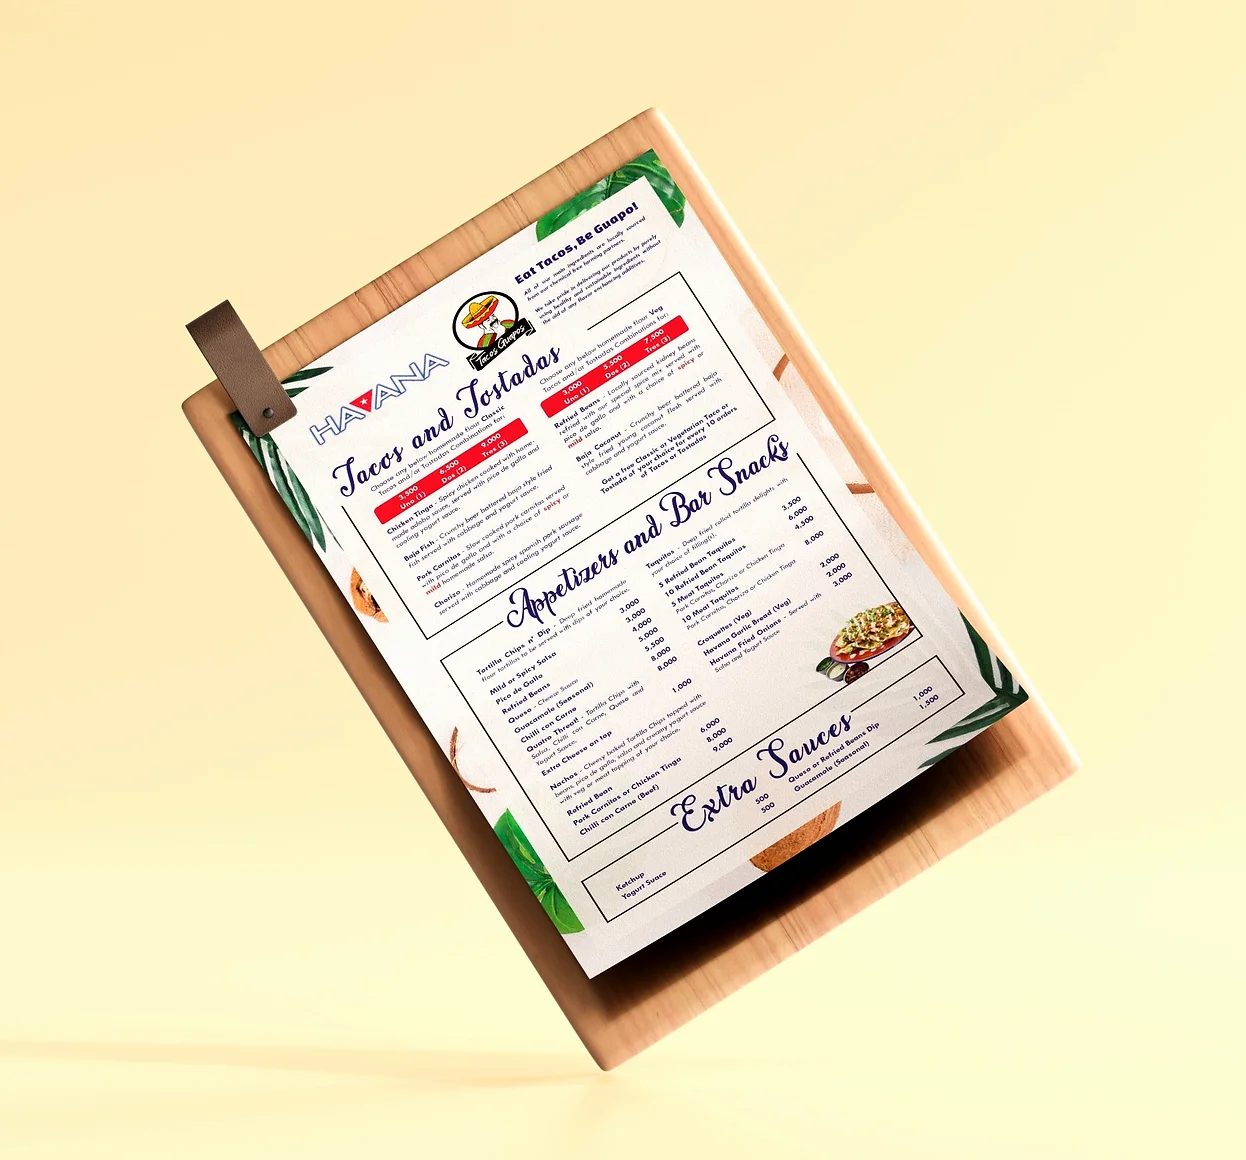 HAVANA
Tacos Guapos
Eat Tacos, Be Guapo!
All of our main ingredients are locally sourced
from our chemical free farming partners.
We take pride in delivering our products by purely
using healthy and sustainable ingredients without
the aid of any flavor enchancing additives.
Tacos and Tostadas
Choose any below homemade flour Classic
Tacos and/or Tostadas Combinations for:
3,500 6,500 9,000
Uno (1) Dos (2) Tres (3)
Chicken Tinga - Spicy chicken cooked with home-
made adobo sauce, served with pico de gallo and
cooling yogurt sauce.
Baja Fish - Crunchy beer battered baja style fried
fish served with cabbage and yogurt sauce.
Pork Carnitas - Slow cooked pork carnitas served
with pico de gallo and with a choice of spicy or
mild homemade salsa.
Chorizo - Homemade spicy spanish pork sausage
served with cabbage and cooling yogurt sauce.
Choose any below homemade flour Veg
Tacos and/or Tostadas Combinations for:
3,000 5,500 7,500
Uno (1) Dos (2) Tres (3)
Refried Beans - Locally sourced kidney beans
refried with our special spice mix served with
pico de gallo and with a choice of spicy or
mild salsa.
Baja Coconut - Crunchy beer battered baja
style fried young coconut flesh served with
cabbage and yogurt sauce.
Get a free Classic or Vegetarian Taco or
Tostada of your choice for every 10 orders
of Tacos or Tostadas
Appetizers and Bar Snacks
Tortilla Chips n' Dip - Deep fried homemade
flour tortillas to be served with dips of your choice.
Mild or Spicy Salsa 3,000
Pico de Gallo 3,000
Refried Beans 4,000
Queso - Cheese Sauce 5,000
Guacamole (Seasonal) 5,500
Chilli con Carne 8,000
Quatro Threat! - Tortilla Chips with 8,000
Salsa, Chili con Carne, Queso and
Yogurt Sauce.
Extra Cheese on top 1,000
Nachos - Cheesy baked Tortilla Chips topped with
beans, pico de gallo, salsa and creamy yogurt sauce
with veg or meat topping of your choice.
Refried Bean 6,000
Pork Carnitas or Chicken Tinga 8,000
Chilli con Carne (Beef) 9,000
Taquitos - Deep fried rolled tortilla delights with
your choice of filling(s).
5 Refried Bean Taquitos 3,500
10 Refried Bean Taquitos 6,000
5 Meat Taquitos 4,500
Pork Carnitas, Chorizo or Chicken Tinga
10 Meat Taquitos 8,000
Pork Carnitas, Chorizo or Chicken Tinga
Croquettes (Veg) 2,000
Havana Garlic Bread (Veg) 2,000
Havana Fried Onions - Served with 3,000
Salsa and Yogurt Sauce
Extra Sauces
Ketchup 500
Yogurt Suace 500
Queso or Refried Beans Dip 1,000
Guacamole (Seasonal) 1,500